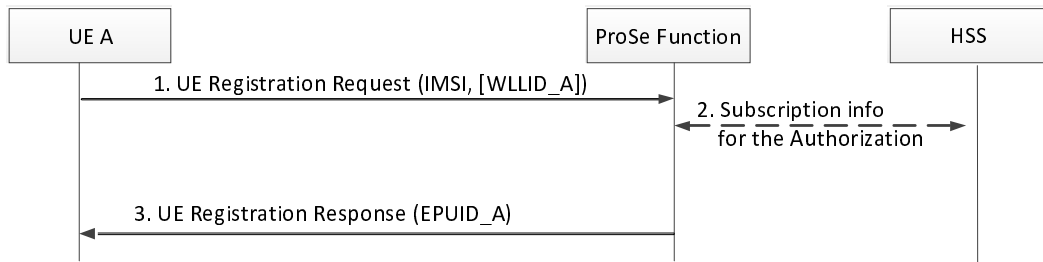 UE A
ProSe Function
HSS
1. UE Registration Request (IMSI, [WLLID_A])
2. Subscription info
for the Authorization
3. UE Registration Response (EPUID_A)